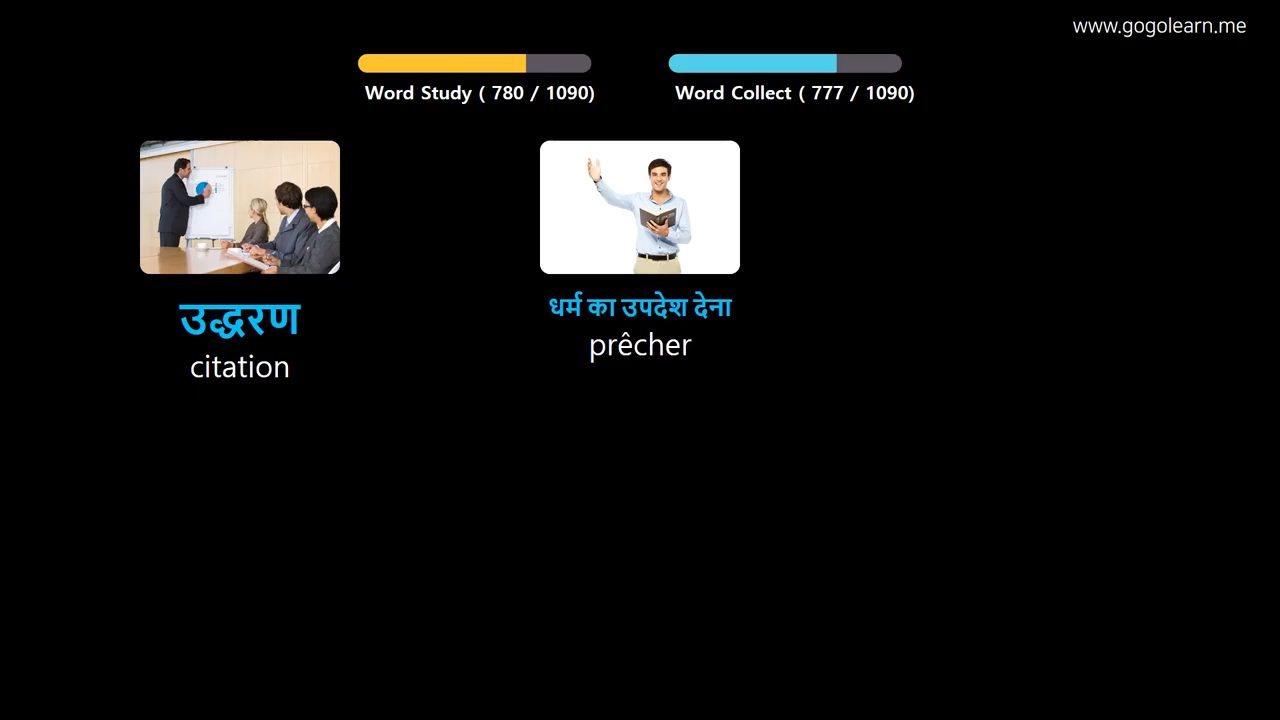 www.gogolearn.me
Word Study ( 780 / 1090)
Word Collect ( 777 / 1090)
उद्धरण
citation
धर्म का उपदेश देना
prêcher